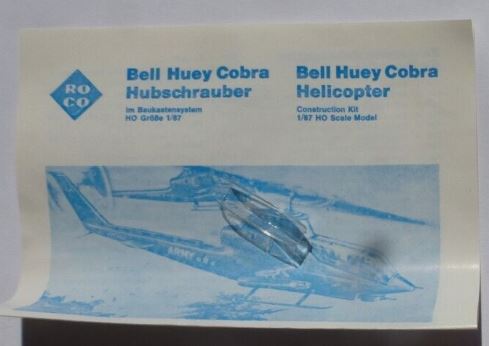 RO
CO
Bell Huey Cobra
Hubschrauber
im Baukastensystem
HO Größe 1/87
Bell Huey Cobra
Helicopter
Construction Kit
1/87 HO Scale Model
ARMY